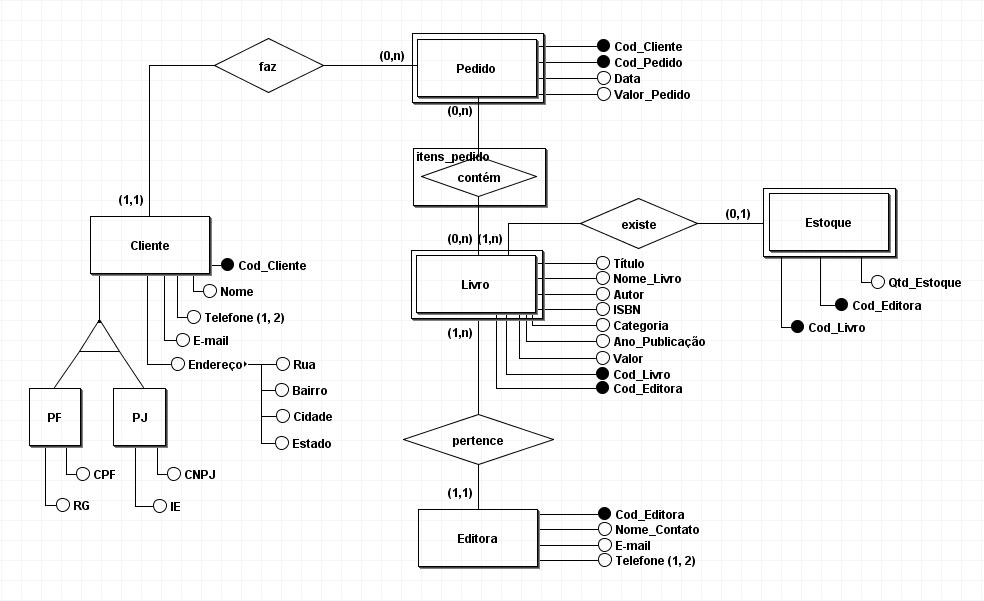 faz
(0,n)
Pedido
Cod_Cliente
Cod_Pedido
Data
Valor_Pedido
(0,n)
itens_pedido
contém
(1,1)
(0,n)
(1,n)
existe
(0,1)
Estoque
Qtd_Estoque
Cod_Editora
Cod_Livro
Cliente
Cod_Cliente
Nome
Telefone (1, 2)
E-mail
Endereço
Rua
Bairro
Cidade
Estado
Livro
Título
Nome_Livro
Autor
ISBN
Categoria
Ano_Publicação
Valor
Cod_Livro
Cod_Editora
(1,n)
PF
PJ
CPF
RG
CNPJ
IE
pertence
(1,1)
Editora
Cod_Editora
Nome_Contato
E-mail
Telefone (1, 2)